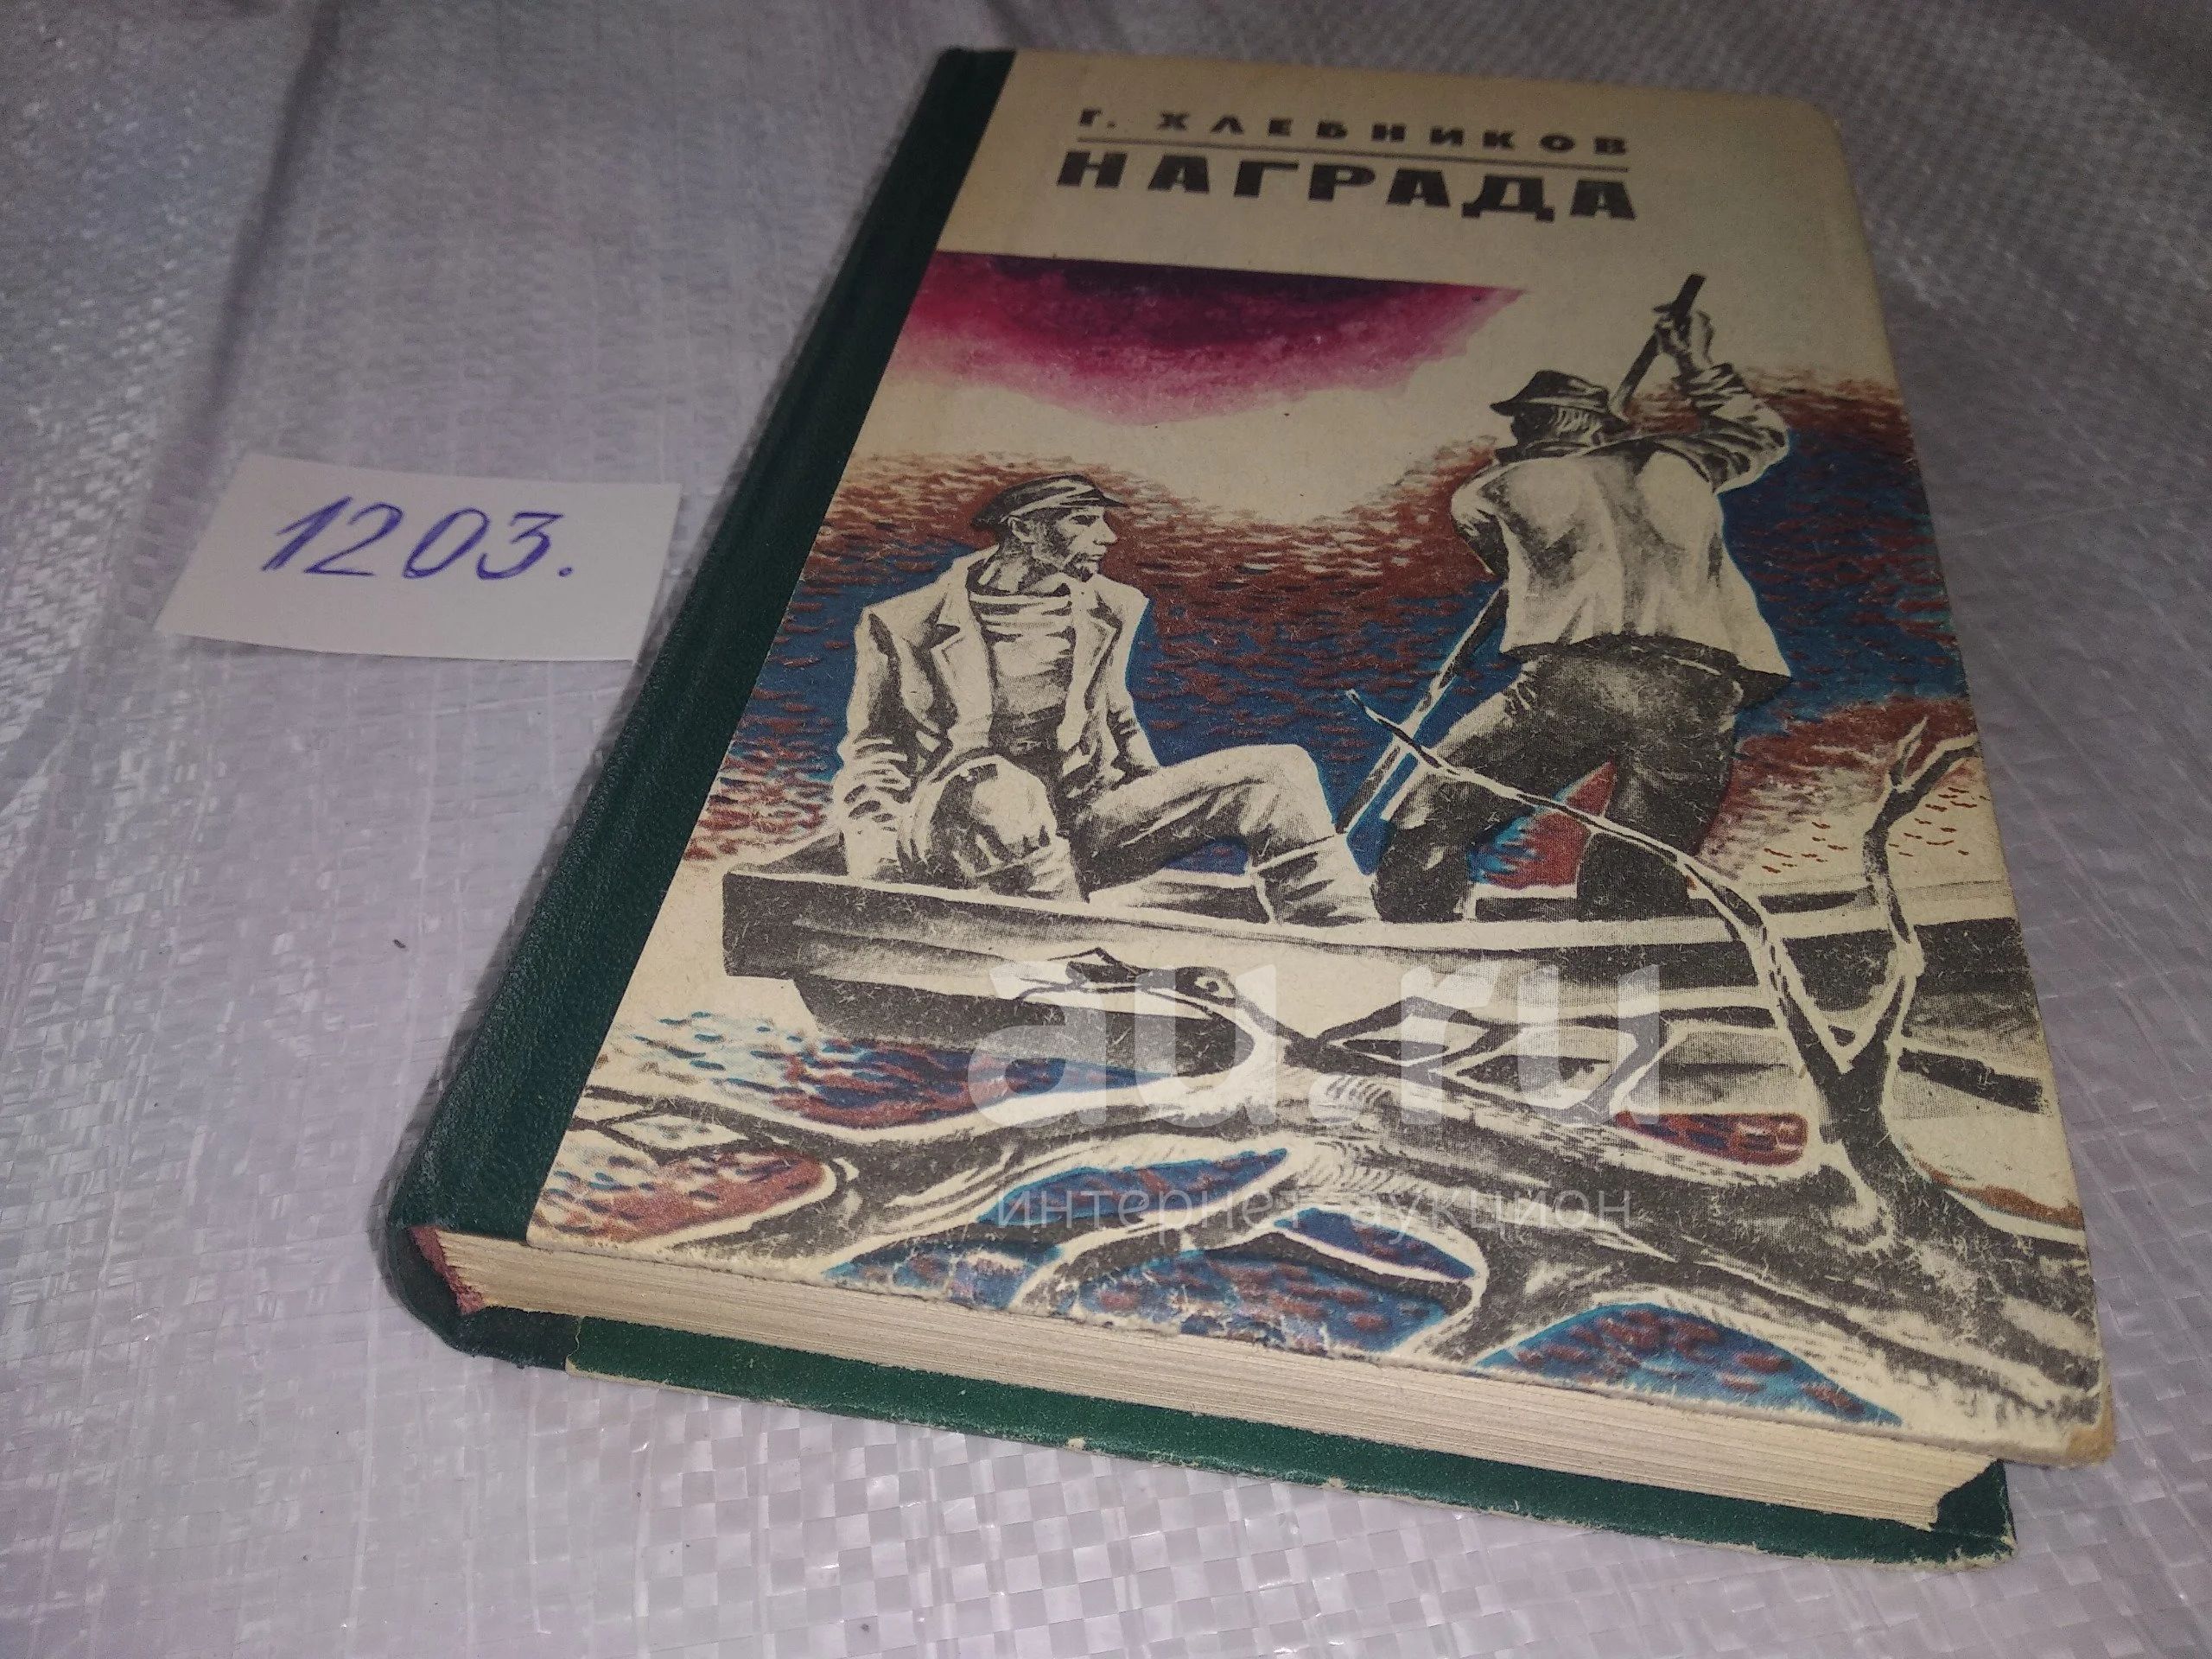 Г. ХЛЕБНИКОВ
НАГРАДА
1203.
au.ru
интернет-аукцион